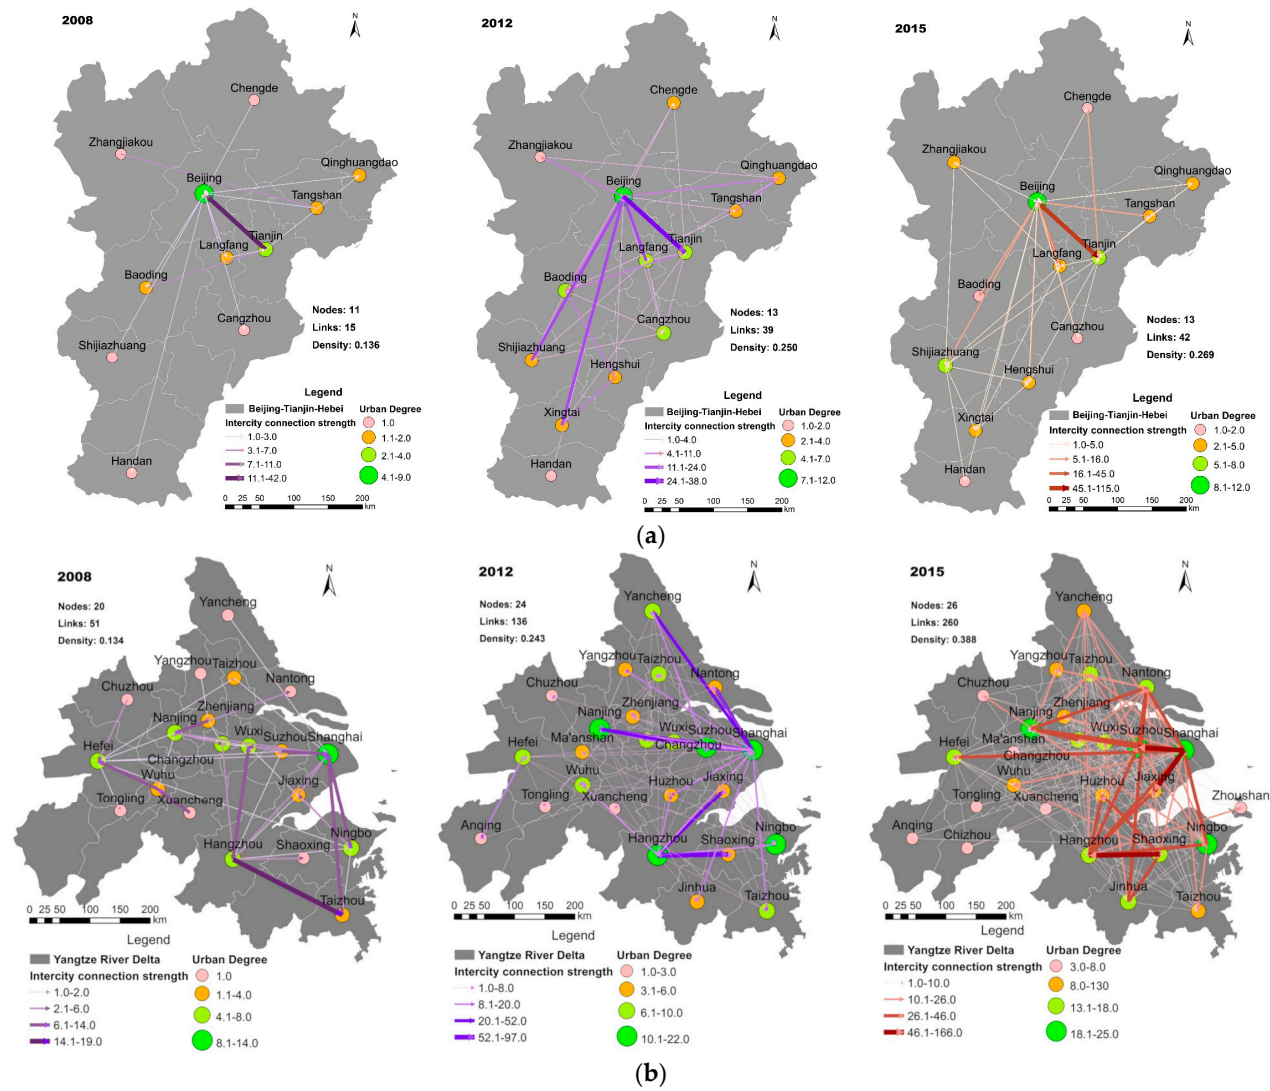 2008
N
Chengde
Zhangjiakou
Qinghuangdao
Beijing
Tangshan
Langfang
Tianjin
Baoding
Cangzhou
Shijiazhuang
Handan
Nodes: 11
Links: 15
Density: 0.136
Legend
Beijing-Tianjin-Hebei
Intercity connection strength
1.0-3.0
3.1-7.0
7.1-11.0
11.1-42.0
Urban Degree
1.0
1.1-2.0
2.1-4.0
4.1-9.0
0 25 50 100 150 200
km
2012
N
Chengde
Zhangjiakou
Qinghuangdao
Beijing
Tangshan
Langfang
Tianjin
Baoding
Cangzhou
Shijiazhuang
Hengshui
Xingtai
Handan
Nodes: 13
Links: 39
Density: 0.250
Legend
Beijing-Tianjin-Hebei
Intercity connection strength
1.0-4.0
4.1-11.0
11.1-24.0
24.1-38.0
Urban Degree
1.0-2.0
2.1-4.0
4.1-7.0
7.1-12.0
0 25 50 100 150 200
km
2015
N
Chengde
Zhangjiakou
Qinghuangdao
Beijing
Tangshan
Tianjin
Langfang
Baoding
Cangzhou
Shijiazhuang
Hengshui
Xingtai
Handan
Nodes: 13
Links: 42
Density: 0.269
Legend
Beijing-Tianjin-Hebei
Intercity connection strength
1.0-5.0
5.1-16.0
16.1-45.0
45.1-115.0
Urban Degree
1.0-2.0
2.1-5.0
5.1-8.0
8.1-12.0
0 25 50 100 150 200
km
(a)
2008
N
Nodes: 20
Links: 51
Density: 0.134
Yancheng
Yangzhou
Taizhou
Chuzhou
Nantong
Zhenjiang
Nanjing
Wuxi
Suzhou
Shanghai
Hefei
Changzhou
Wuhu
Jiaxing
Tongling
Xuancheng
Hangzhou
Shaoxing
Ningbo
Taizhou
0 25 50 100 150 200
km
Legend
Yangtze River Delta
Intercity connection strength
1.0-2.0
2.1-6.0
6.1-14.0
14.1-19.0
Urban Degree
1.0
1.1-4.0
4.1-8.0
8.1-14.0
2012
N
Nodes: 24
Links: 136
Density: 0.243
Yancheng
Yangzhou
Taizhou
Nantong
Chuzhou
Zhenjiang
Nanjing
Wuxi
Suzhou
Shanghai
Ma'anshan
Changzhou
Hefei
Wuhu
Huzhou
Jiaxing
Tongling
Xuancheng
Anqing
Hangzhou
Shaoxing
Ningbo
Jinhua
Taizhou
0 25 50 100 150 200
km
Legend
Yangtze River Delta
Intercity connection strength
1.0-8.0
8.1-20.0
20.1-52.0
52.1-97.0
Urban Degree
1.0-3.0
3.1-6.0
6.1-10.0
10.1-22.0
2015
N
Nodes: 26
Links: 260
Density: 0.388
Yancheng
Yangzhou
Taizhou
Nantong
Chuzhou
Zhenjiang
Nanjing
Wuxi
Suzhou
Shanghai
Ma'anshan
Changzhou
Hefei
Wuhu
Huzhou
Jiaxing
Zhoushan
Tongling
Xuancheng
Anqing
Chizhou
Hangzhou
Shaoxing
Ningbo
Jinhua
Taizhou
0 25 50 100 150 200
km
Legend
Yangtze River Delta
Intercity connection strength
1.0-10.0
10.1-26.0
26.1-46.0
46.1-166.0
Urban Degree
3.0-8.0
8.0-130
13.1-18.0
18.1-25.0
(b)